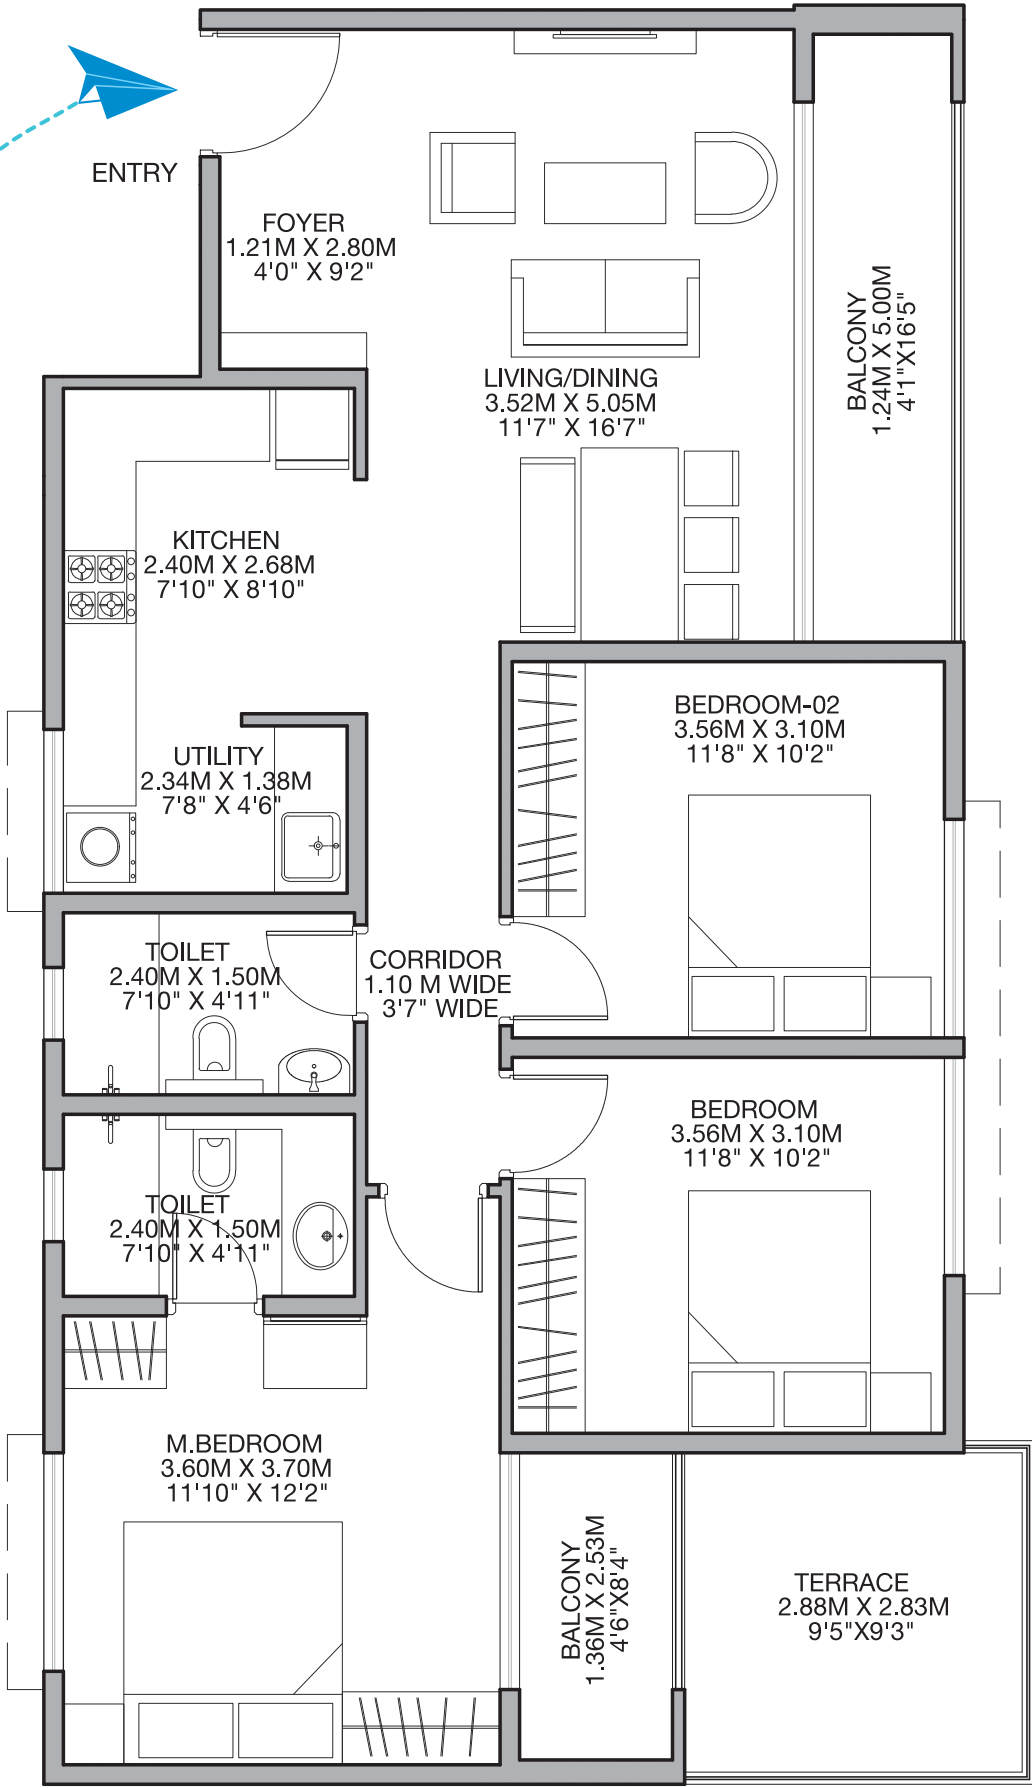 ENTRY
FOYER
1.21M X 2.80M
4'0" X 9'2"
BALCONY
1.24M X 5.00M
4'1"X16'5"
LIVING/DINING
3.52M X 5.05M
11'7" X 16'7"
KITCHEN
2.40M X 2.68M
7'10" X 8'10"
BEDROOM-02
3.56M X 3.10M
11'8" X 10'2"
UTILITY
2.34M X 1.38M
7'8" X 4'6"
TOILET
2.40M X 1.50M
7'10" X 4'11"
CORRIDOR
1.10 M WIDE
3'7" WIDE
BEDROOM
3.56M X 3.10M
11'8" X 10'2"
TOILET
2.40M X 1.50M
7'10" X 4'11"
M.BEDROOM
3.60M X 3.70M
11'10" X 12'2"
BALCONY
1.36M X 2.53M
4'6"X8'4"
TERRACE
2.88M X 2.83M
9'5"X9'3"